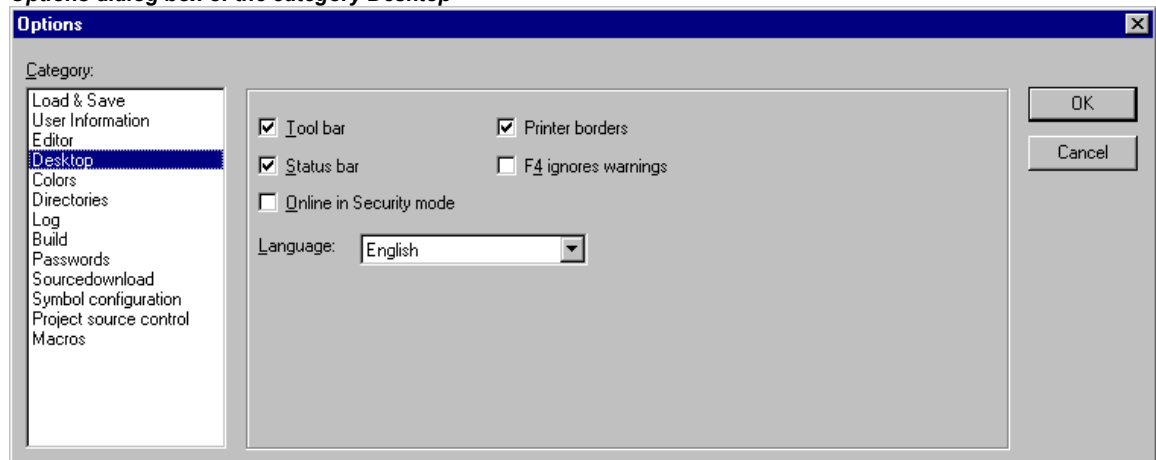 Options dialog box of the category Desktop
Options
Category:
Load & Save
User Information
Editor
Desktop
Colors
Directories
Log
Build
Passwords
Sourcedownload
Symbol configuration
Project source control
Macros
Tool bar
Printer borders
Status bar
F4 ignores warnings
Online in Security mode
Language: English
OK
Cancel